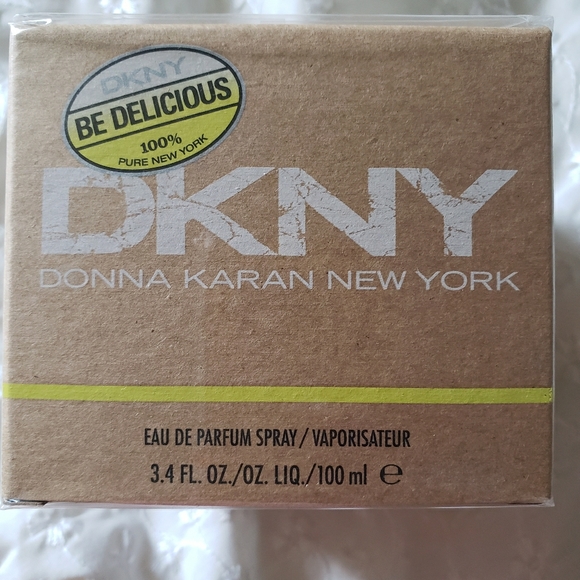 DKNY
BE DELICIOUS
100%
PURE NEW YORK
DKNY
DONNA KARAN NEW YORK
EAU DE PARFUM SPRAY / VAPORISATEUR
3.4 FL. OZ./OZ. LIQ./100 ml ℮